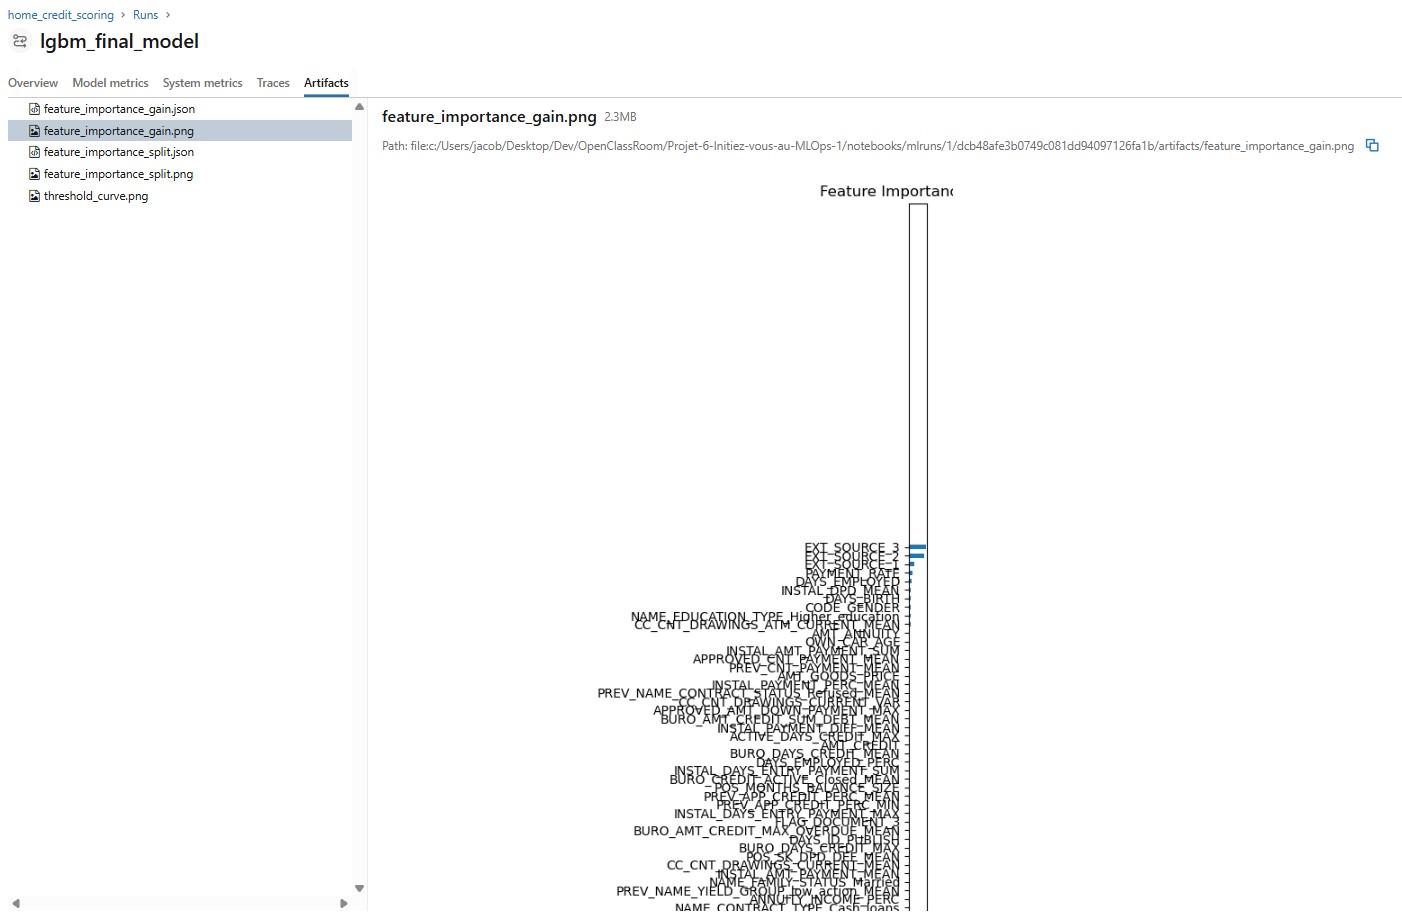 home_credit_scoring > Runs >
lgbm_final_model
Overview Model metrics System metrics Traces Artifacts
feature_importance_gain.json
feature_importance_gain.png
feature_importance_split.json
feature_importance_split.png
threshold_curve.png
feature_importance_gain.png 2.3MB
Path: file:c:/Users/jacob/Desktop/Dev/OpenClassRoom/Projet-6-Initiez-vous-au-MLOps-1/notebooks/mlruns/1/dcb48afe3b0749c081dd94097126fa1b/artifacts/feature_importance_gain.png
Feature Importanc
EXT_SOURCE_3
EXT_SOURCE_2
EXT_SOURCE_1
PAYMENT_RATE
DAYS_EMPLOYED
INSTAL_DPD_MEAN
DAYS_BIRTH
CODE_GENDER
NAME_EDUCATION_TYPE_Higher_education
CC_CNT_DRAWINGS_ATM_CURRENT_MEAN
AMT_ANNUITY
OWN_CAR_AGE
INSTAL_AMT_PAYMENT_SUM
APPROVED_CNT_PAYMENT_MEAN
PREV_CNT_PAYMENT_MEAN
AMT_GOODS_PRICE
INSTAL_PAYMENT_PERC_MEAN
PREV_NAME_CONTRACT_STATUS_Refused_MEAN
CC_CNT_DRAWINGS_CURRENT_VAR
APPROVED_AMT_DOWN_PAYMENT_MAX
BURO_AMT_CREDIT_SUM_DEBT_MEAN
INSTAL_PAYMENT_DIFF_MEAN
ACTIVE_DAYS_CREDIT_MAX
AMT_CREDIT
BURO_DAYS_CREDIT_MEAN
DAYS_EMPLOYED_PERC
INSTAL_DAYS_ENTRY_PAYMENT_SUM
BURO_CREDIT_ACTIVE_Closed_MEAN
POS_MONTHS_BALANCE_SIZE
PREV_APP_CREDIT_PERC_MEAN
PREV_APP_CREDIT_PERC_MIN
INSTAL_DAYS_ENTRY_PAYMENT_MAX
FLAG_DOCUMENT_3
BURO_AMT_CREDIT_MAX_OVERDUE_MEAN
DAYS_ID_PUBLISH
BURO_DAYS_CREDIT_MAX
POS_SK_DPD_DEF_MEAN
CC_CNT_DRAWINGS_CURRENT_MEAN
INSTAL_AMT_PAYMENT_MEAN
NAME_FAMILY_STATUS_Married
PREV_NAME_YIELD_GROUP_low_action_MEAN
ANNUITY_INCOME_PERC
NAME_CONTRACT_TYPE_Cash_loans